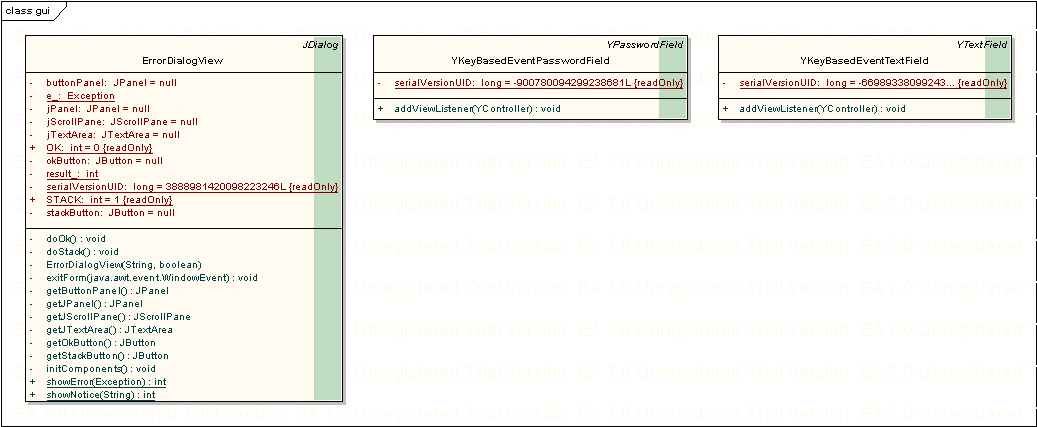 class gui
JDialog
ErrorDialogView
- buttonPanel: JPanel = null
- e_: Exception
- jPanel: JPanel = null
- jScrollPane: JScrollPane = null
- jTextArea: JTextArea = null
+ OK: int = 0 {readOnly}
- okButton: JButton = null
- result_: int
- serialVersionUID: long = 3888981420098223246L {readOnly}
+ STACK: int = 1 {readOnly}
- stackButton: JButton = null
- doOk() : void
- doStack() : void
- ErrorDialogView(String, boolean)
- exitForm(java.awt.event.WindowEvent) : void
- getButtonPanel() : JPanel
- getJPanel() : JPanel
- getJScrollPane() : JScrollPane
- getJTextArea() : JTextArea
- getOkButton() : JButton
- getStackButton() : JButton
- initComponents() : void
+ showError(Exception) : int
+ showNotice(String) : int
YPasswordField
YKeyBasedEventPasswordField
- serialVersionUID: long = -900780094299238681L {readOnly}
+ addViewListener(YController) : void
YTextField
YKeyBasedEventTextField
- serialVersionUID: long = -66989338099243... {readOnly}
+ addViewListener(YController) : void
EA 7.0 Unregistered Trial Version EA 7.0 Unregistered Trial Version EA 7.0 Unregistered Trial Version